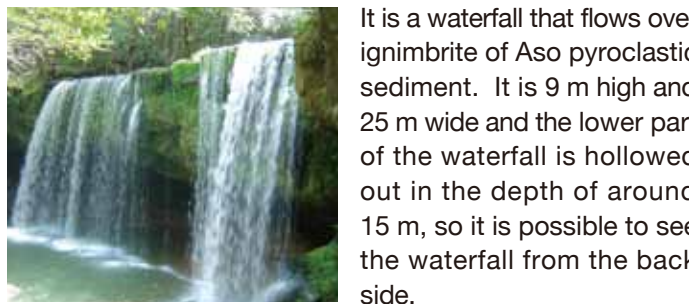 It is a waterfall that flows over
ignimbrite of Aso pyroclastic
sediment. It is 9 m high and
25 m wide and the lower part
of the waterfall is hollowed
out in the depth of around
15 m, so it is possible to see
the waterfall from the back
side.